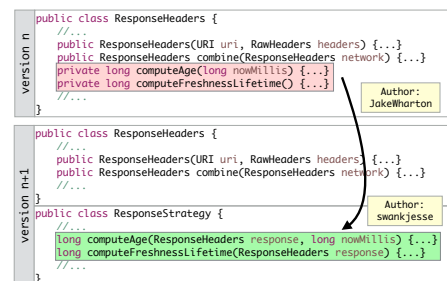 version n
public class ResponseHeaders {
//...
public ResponseHeaders(URI uri, RawHeaders headers) {...}
public ResponseHeaders combine(ResponseHeaders network) {...}
private long computeAge(long nowMillis) {...}
private long computeFreshnessLifetime() {...}
//...
}
Author:
JakeWharton
version n+1
public class ResponseHeaders {
//...
public ResponseHeaders(URI uri, RawHeaders headers) {...}
public ResponseHeaders combine(ResponseHeaders network) {...}
//...
}
Author:
swankjesse
public class ResponseStrategy {
//...
long computeAge(ResponseHeaders response, long nowMillis) {...}
long computeFreshnessLifetime(ResponseHeaders response) {...}
//...
}